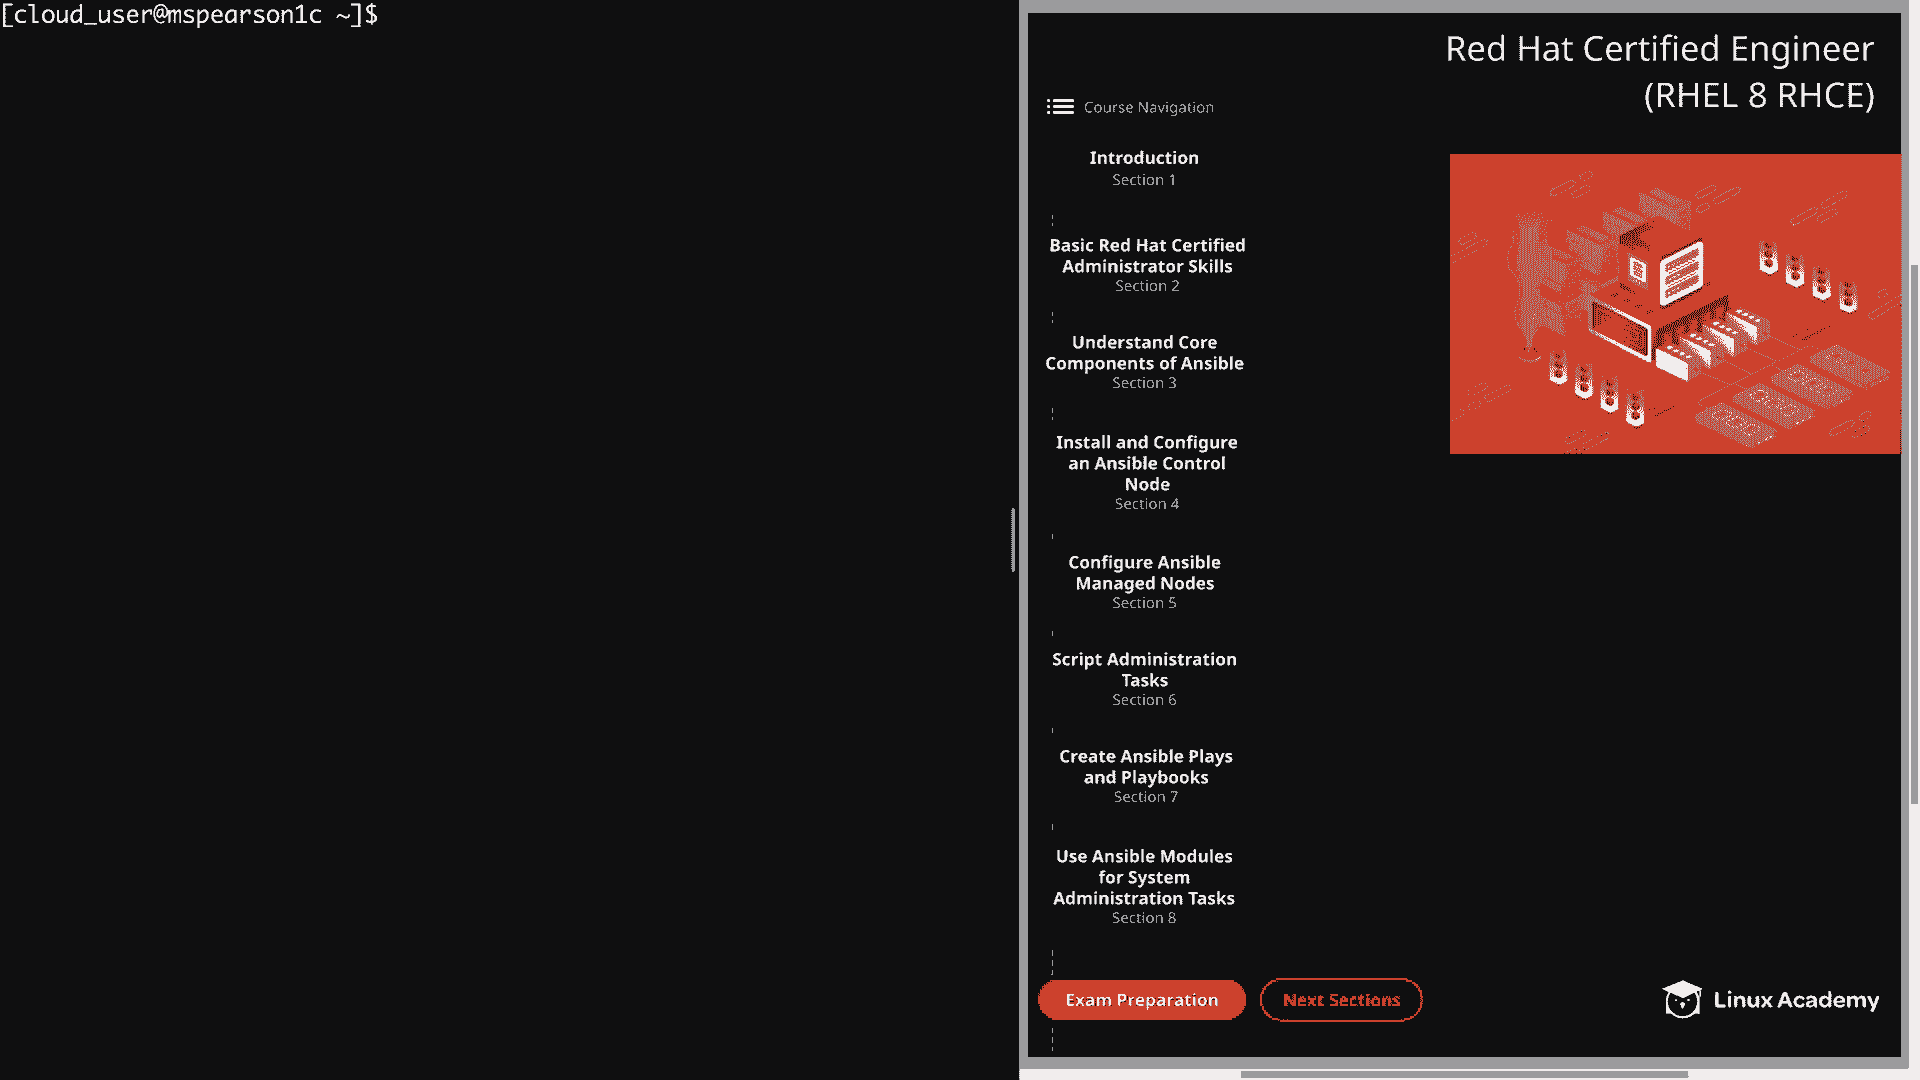 [cloud_user@mspearson1c ~]$
Red Hat Certified Engineer
(RHEL 8 RHCE)
Course Navigation
Introduction
Section 1
Basic Red Hat Certified
Administrator Skills
Section 2
Understand Core
Components of Ansible
Section 3
Install and Configure
an Ansible Control
Node
Section 4
Configure Ansible
Managed Nodes
Section 5
Script Administration
Tasks
Section 6
Create Ansible Plays
and Playbooks
Section 7
Use Ansible Modules
for System
Administration Tasks
Section 8
Exam Preparation
Next Sections
Linux Academy